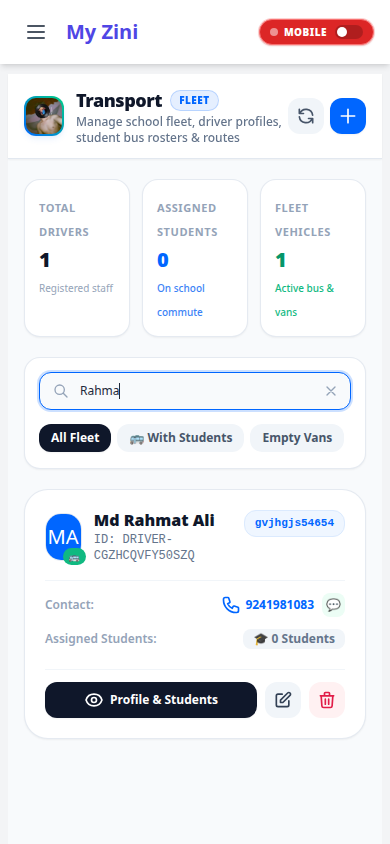 My Zini
MOBILE
Transport FLEET
Manage school fleet, driver profiles,
student bus rosters & routes
TOTAL
DRIVERS
1
Registered staff
ASSIGNED
STUDENTS
0
On school
commute
FLEET
VEHICLES
1
Active bus &
vans
Rahma
All Fleet
With Students
Empty Vans
MA
Md Rahmat Ali
ID: DRIVER-
CGZHCQVFY50SZQ
gvjhgjs54654
Contact:
9241981083
Assigned Students:
0 Students
Profile & Students